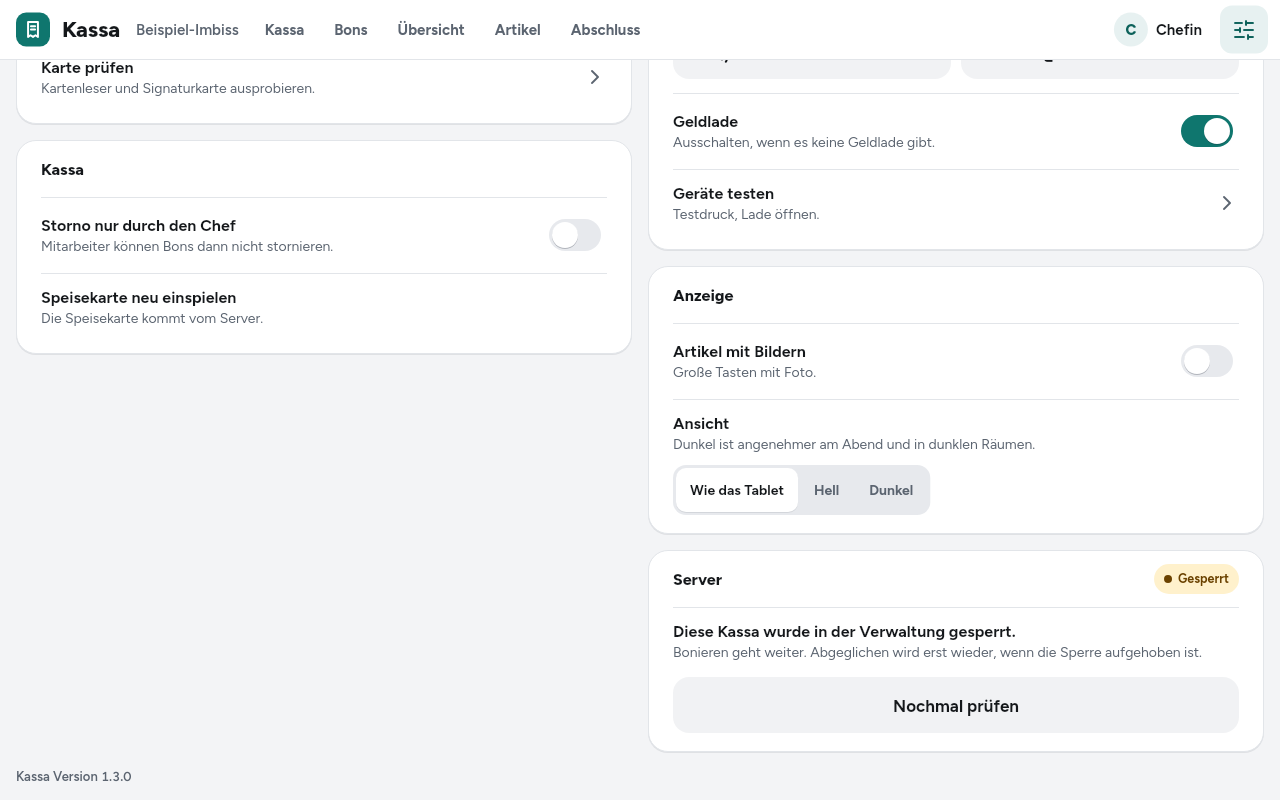 Kassa
Beispiel-Imbiss
Kassa
Bons
Übersicht
Artikel
Abschluss
C
Chefin
Karte prüfen
Kartenleser und Signaturkarte ausprobieren.
Kassa
Storno nur durch den Chef
Mitarbeiter können Bons dann nicht stornieren.
Speisekarte neu einspielen
Die Speisekarte kommt vom Server.
Geldlade
Ausschalten, wenn es keine Geldlade gibt.
Geräte testen
Testdruck, Lade öffnen.
Anzeige
Artikel mit Bildern
Große Tasten mit Foto.
Ansicht
Dunkel ist angenehmer am Abend und in dunklen Räumen.
Wie das Tablet
Hell
Dunkel
Server
Gesperrt
Diese Kassa wurde in der Verwaltung gesperrt.
Bonieren geht weiter. Abgeglichen wird erst wieder, wenn die Sperre aufgehoben ist.
Nochmal prüfen
Kassa Version 1.3.0